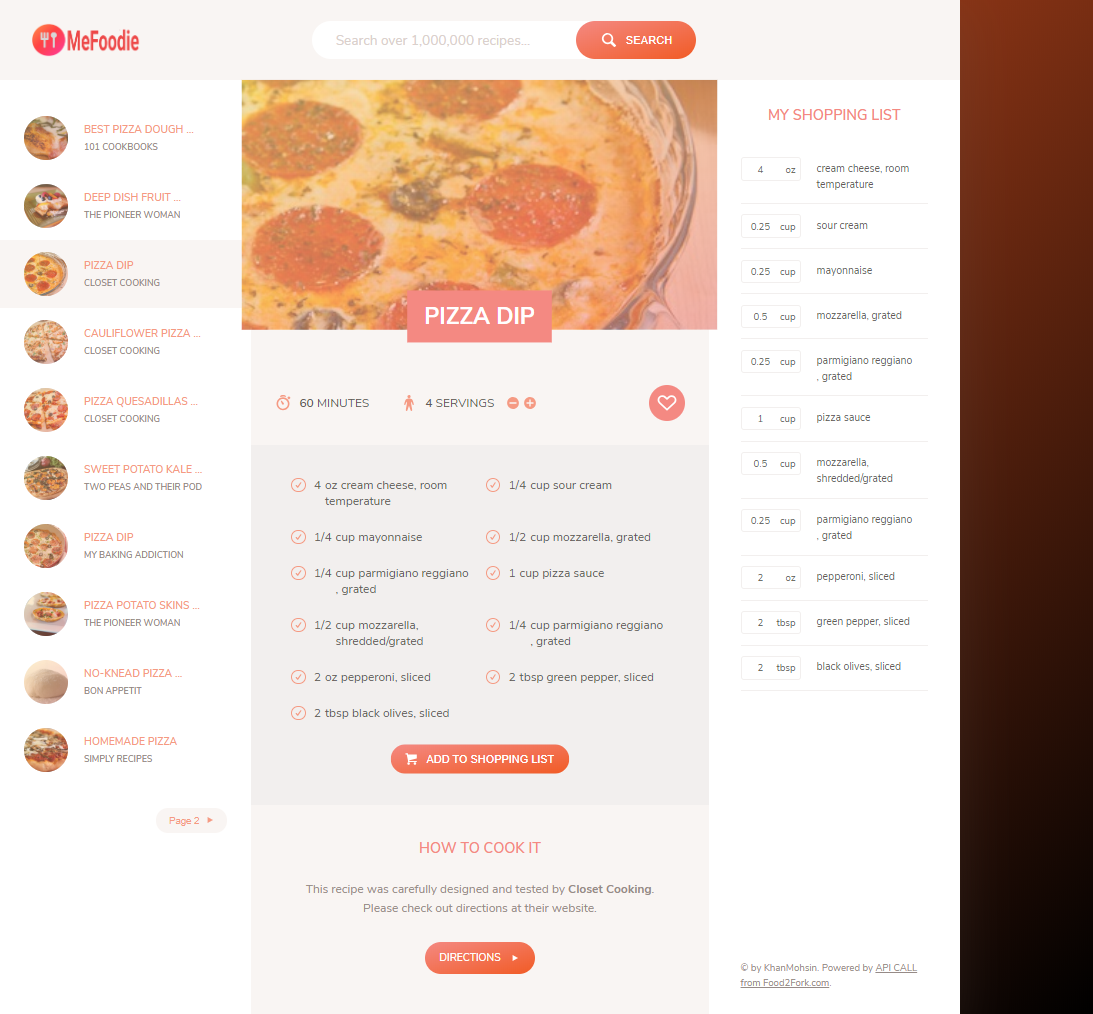 MeFoodie
Search over 1,000,000 recipes...
SEARCH
BEST PIZZA DOUGH ...
101 COOKBOOKS
DEEP DISH FRUIT ...
THE PIONEER WOMAN
PIZZA DIP
CLOSET COOKING
CAULIFLOWER PIZZA ...
CLOSET COOKING
PIZZA QUESADILLAS ...
CLOSET COOKING
SWEET POTATO KALE ...
TWO PEAS AND THEIR POD
PIZZA DIP
MY BAKING ADDICTION
PIZZA POTATO SKINS ...
THE PIONEER WOMAN
NO-KNEAD PIZZA ...
BON APPETIT
HOMEMADE PIZZA
SIMPLY RECIPES
Page 2
PIZZA DIP
60 MINUTES
4 SERVINGS
4 oz cream cheese, room
temperature
1/4 cup sour cream
1/4 cup mayonnaise
1/2 cup mozzarella, grated
1/4 cup parmigiano reggiano
, grated
1 cup pizza sauce
1/2 cup mozzarella,
shredded/grated
1/4 cup parmigiano reggiano
, grated
2 oz pepperoni, sliced
2 tbsp green pepper, sliced
2 tbsp black olives, sliced
ADD TO SHOPPING LIST
HOW TO COOK IT
This recipe was carefully designed and tested by Closet Cooking.
Please check out directions at their website.
DIRECTIONS
MY SHOPPING LIST
4 oz cream cheese, room
temperature
0.25 cup sour cream
0.25 cup mayonnaise
0.5 cup mozzarella, grated
0.25 cup parmigiano reggiano
, grated
1 cup pizza sauce
0.5 cup mozzarella,
shredded/grated
0.25 cup parmigiano reggiano
, grated
2 oz pepperoni, sliced
2 tbsp green pepper, sliced
2 tbsp black olives, sliced
© by KhanMohsin. Powered by API CALL
from Food2Fork.com.